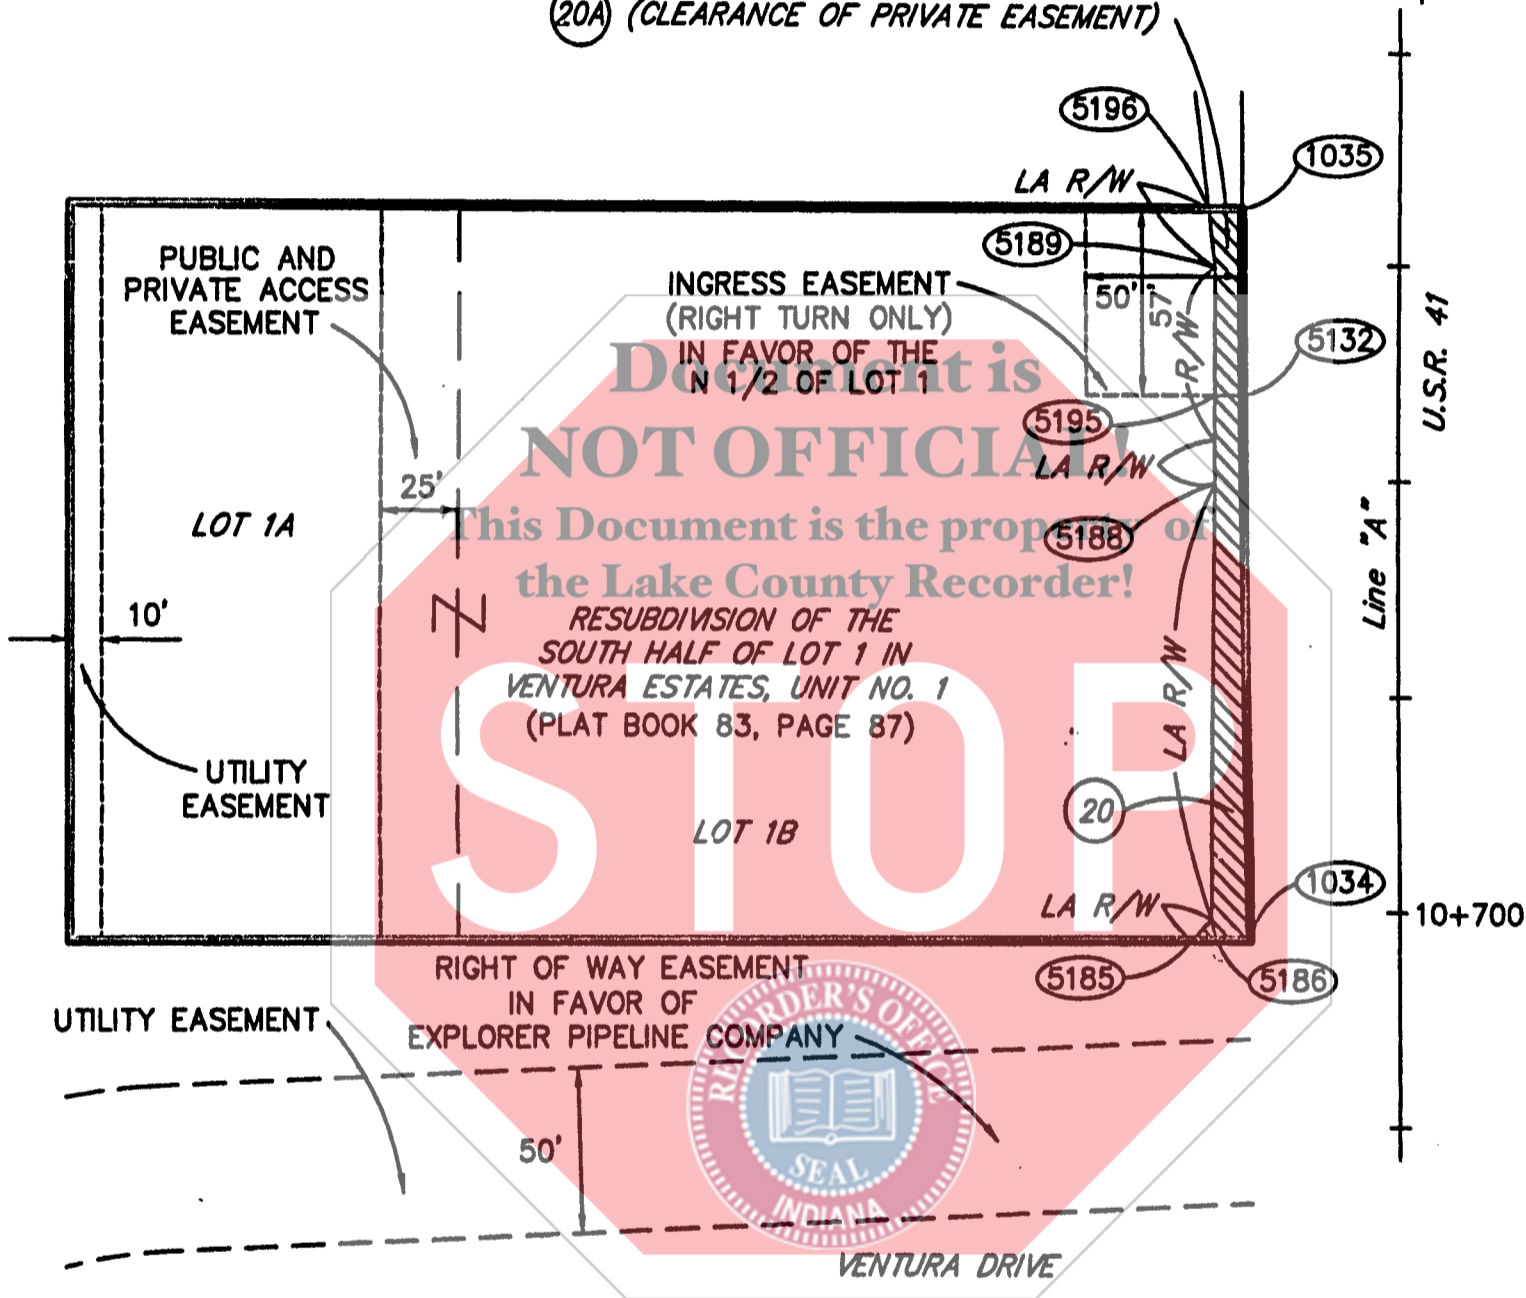 20A (CLEARANCE OF PRIVATE EASEMENT)
5196
1035
LA R/W
5189
PUBLIC AND
PRIVATE ACCESS
EASEMENT
INGRESS EASEMENT
(RIGHT TURN ONLY)
IN FAVOR OF THE
N 1/2 OF LOT 1
50'
57'
R/W
5132
U.S.R. 41
Document is
NOT OFFICIAL!
This Document is the property of
the Lake County Recorder!
5195
LA R/W
5188
25'
LOT 1A
Line "A"
10'
RESUBDIVISION OF THE
SOUTH HALF OF LOT 1 IN
VENTURA ESTATES, UNIT NO. 1
(PLAT BOOK 83, PAGE 87)
LA R/W
STOP
UTILITY
EASEMENT
20
LOT 1B
1034
LA R/W
10+700
5185
5186
RIGHT OF WAY EASEMENT
IN FAVOR OF
EXPLORER PIPELINE COMPANY
UTILITY EASEMENT
RECORDER'S OFFICE
SEAL
INDIANA
50'
VENTURA DRIVE